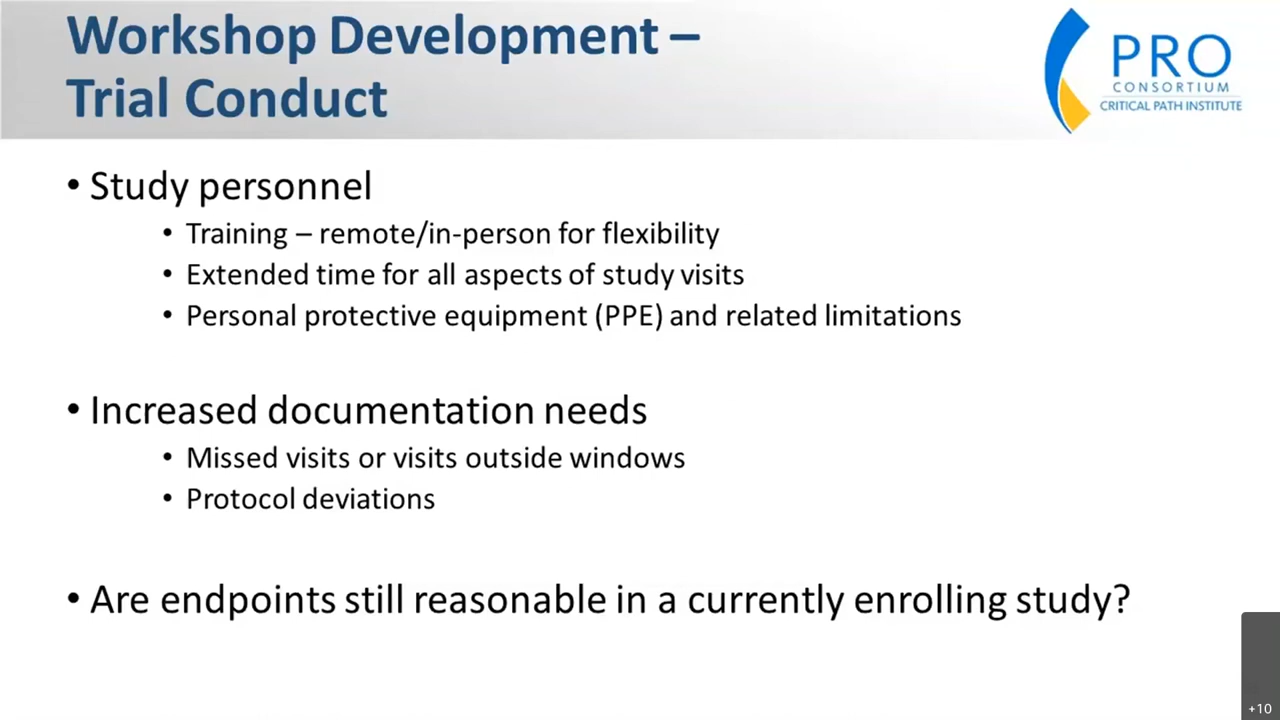 Workshop Development –
Trial Conduct
PRO
CONSORTIUM
CRITICAL PATH INSTITUTE
• Study personnel
• Training – remote/in-person for flexibility
• Extended time for all aspects of study visits
• Personal protective equipment (PPE) and related limitations
• Increased documentation needs
• Missed visits or visits outside windows
• Protocol deviations
• Are endpoints still reasonable in a currently enrolling study?
+10